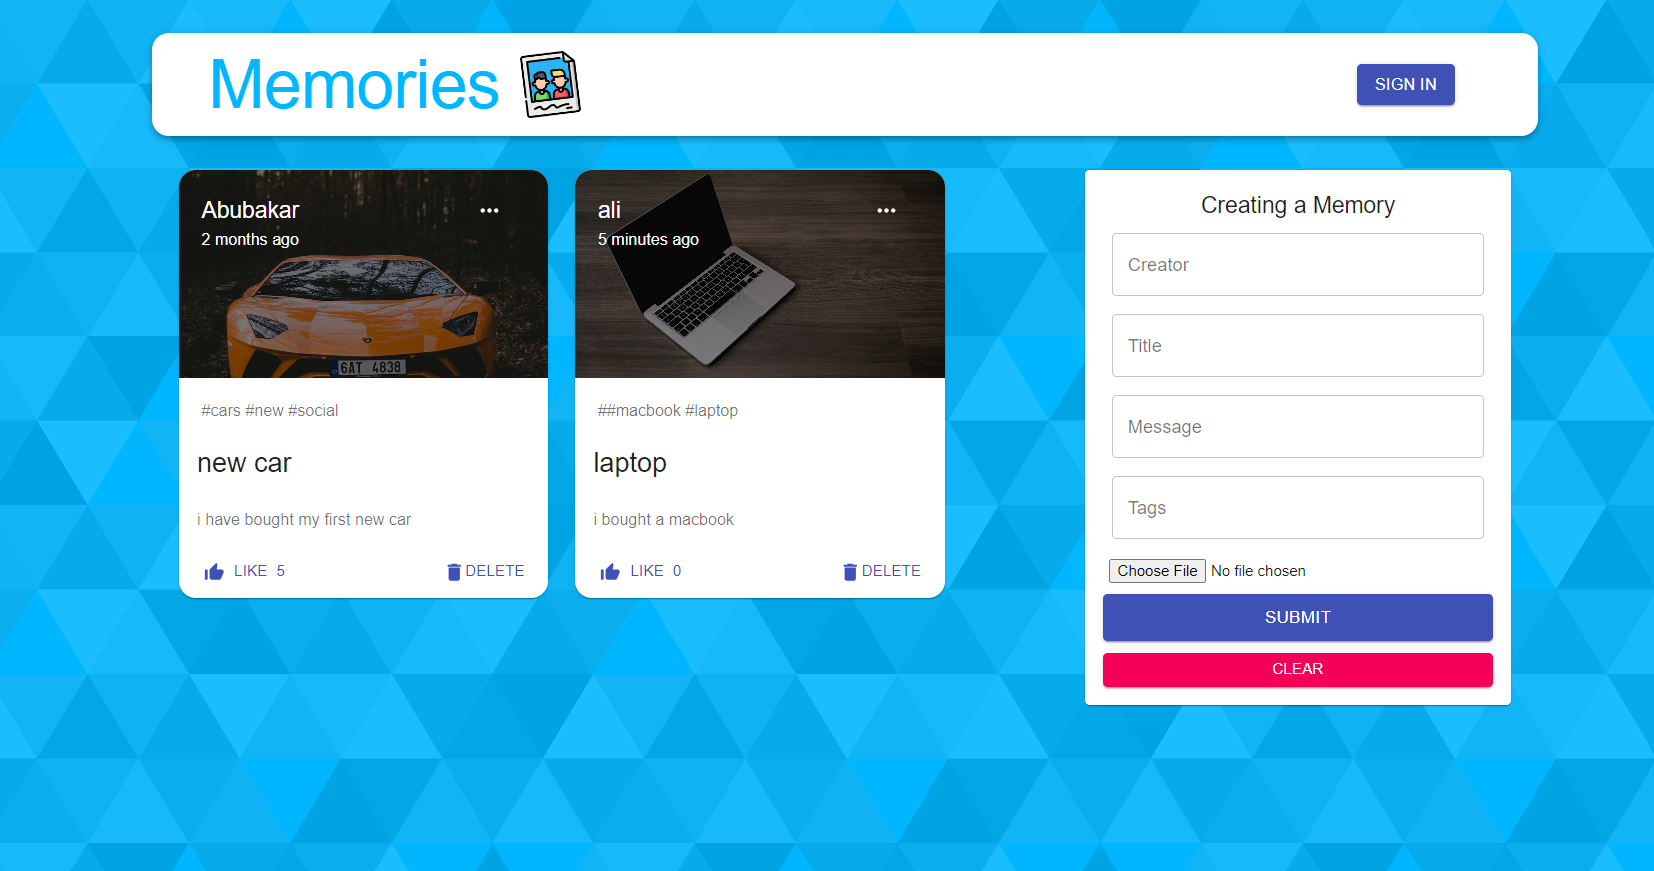 Memories
SIGN IN
Abubakar
2 months ago
6AT 4838
#cars #new #social
new car
i have bought my first new car
LIKE 5
DELETE
ali
5 minutes ago
##macbook #laptop
laptop
i bought a macbook
LIKE 0
DELETE
Creating a Memory
Creator
Title
Message
Tags
Choose File No file chosen
SUBMIT
CLEAR